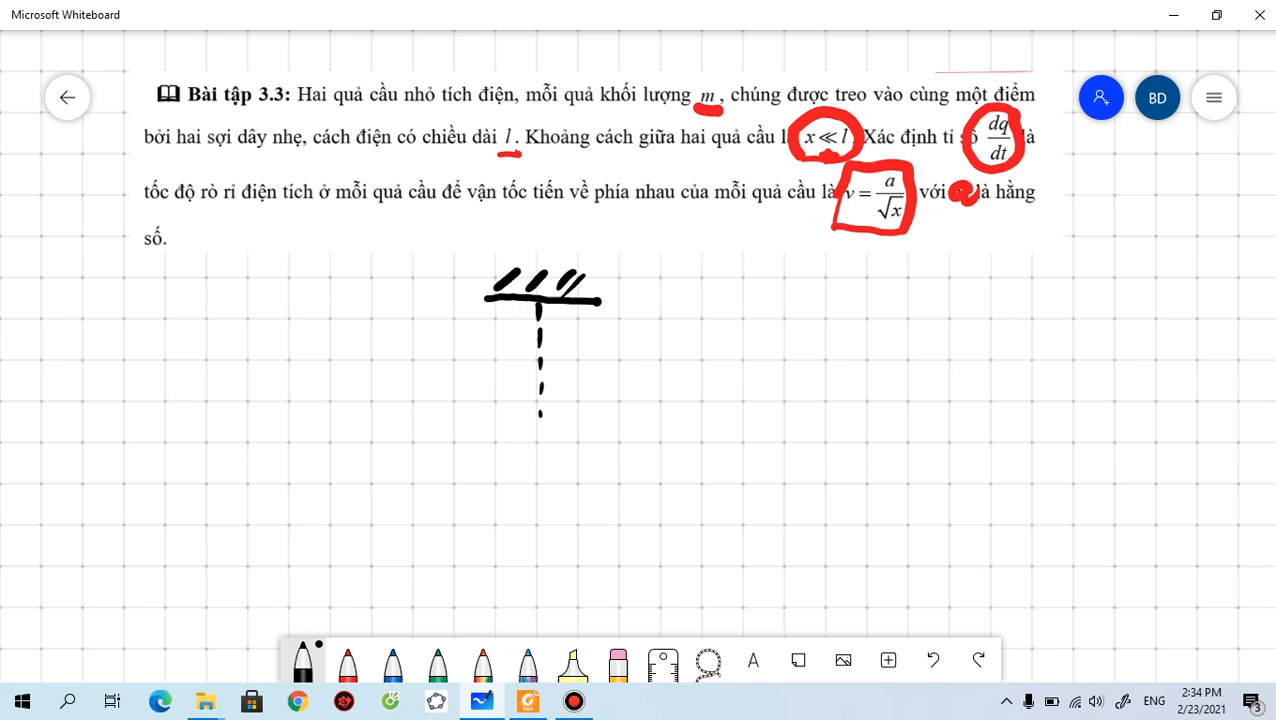 Microsoft Whiteboard
Bài tập 3.3: Hai quả cầu nhỏ tích điện, mỗi quả khối lượng m, chúng được treo vào cùng một điểm
BD
bởi hai sợi dây nhẹ, cách điện có chiều dài l. Khoảng cách giữa hai quả cầu là x ≪ l. Xác định tỉ số dq/dt là
tốc độ rò rỉ điện tích ở mỗi quả cầu để vận tốc tiến về phía nhau của mỗi quả cầu là v = a/√x với là hằng
số.
A
ENG
2:34 PM
2/23/2021
3